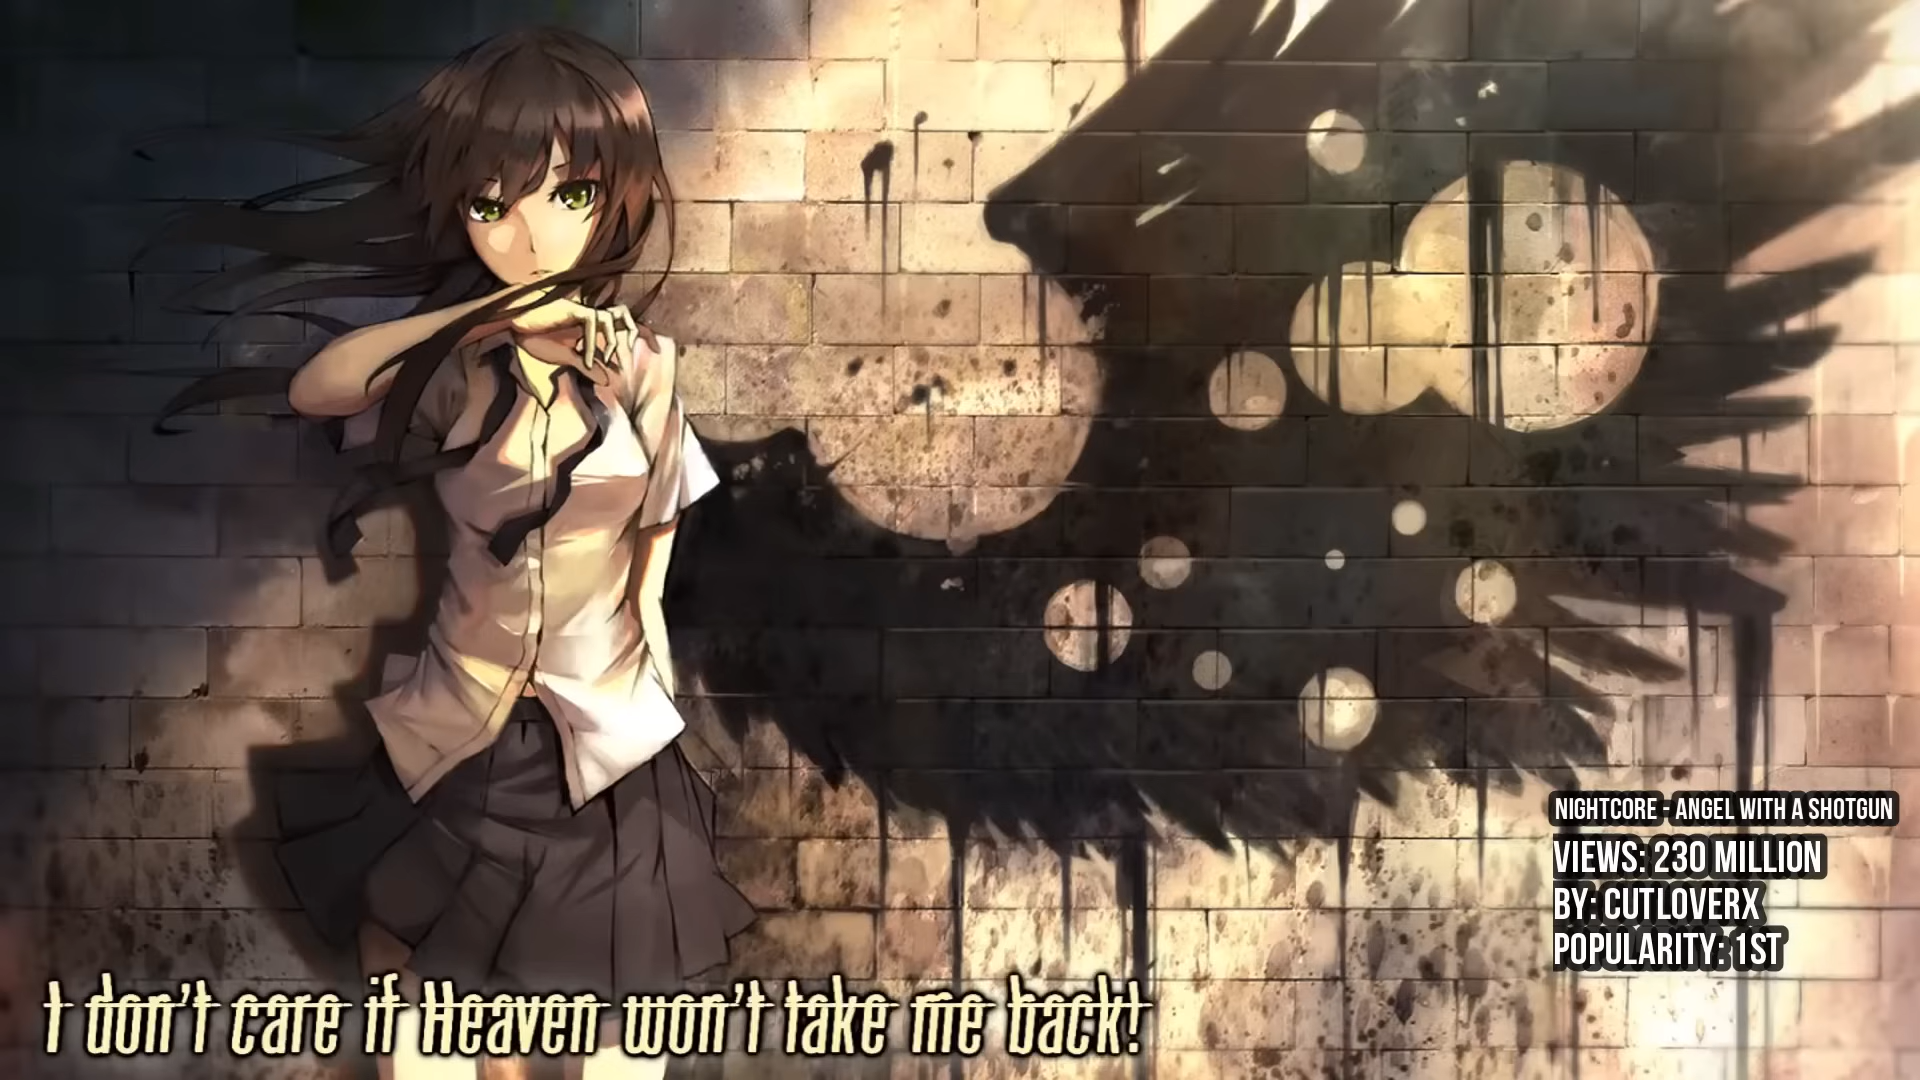 NIGHTCORE - ANGEL WITH A SHOTGUN
VIEWS: 230 MILLION
BY: CUTLOVERX
POPULARITY: 1ST
I don't care if Heaven won't take me back!